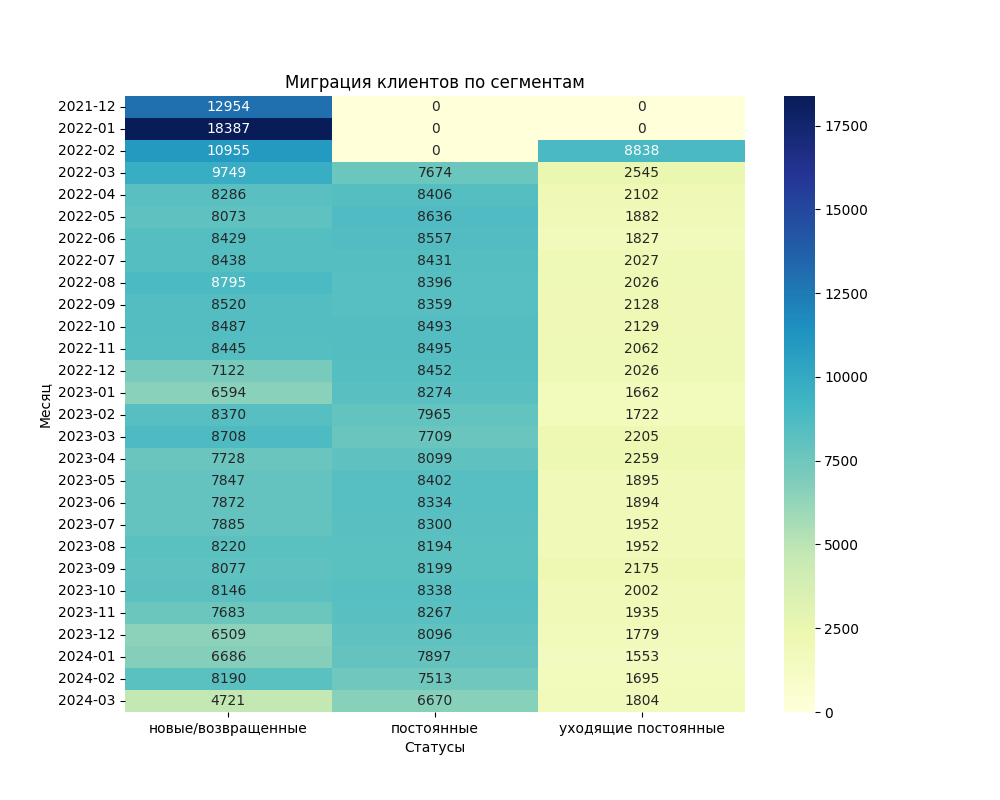 Миграция клиентов по сегментам
2021-12 12954 0 0
2022-01 18387 0 0
2022-02 10955 0 8838
2022-03 9749 7674 2545
2022-04 8286 8406 2102
2022-05 8073 8636 1882
2022-06 8429 8557 1827
2022-07 8438 8431 2027
2022-08 8795 8396 2026
2022-09 8520 8359 2128
2022-10 8487 8493 2129
2022-11 8445 8495 2062
2022-12 7122 8452 2026
2023-01 6594 8274 1662
2023-02 8370 7965 1722
2023-03 8708 7709 2205
2023-04 7728 8099 2259
2023-05 7847 8402 1895
2023-06 7872 8334 1894
2023-07 7885 8300 1952
2023-08 8220 8194 1952
2023-09 8077 8199 2175
2023-10 8146 8338 2002
2023-11 7683 8267 1935
2023-12 6509 8096 1779
2024-01 6686 7897 1553
2024-02 8190 7513 1695
2024-03 4721 6670 1804
Месяц
новые/возвращенные постоянные уходящие постоянные
Статусы
17500
15000
12500
10000
7500
5000
2500
0